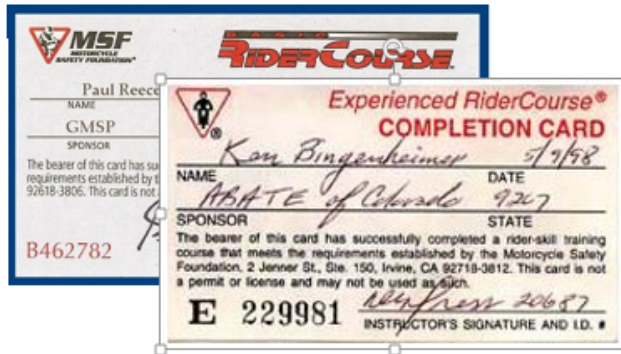 MSF
MOTORCYCLE
SAFETY FOUNDATION®
BASIC
RIDERCOURSE
Paul Reece
NAME
GMSP
SPONSOR
The bearer of this card has suc
requirements established by t
92618-3806. This card is not
B462782
Experienced RiderCourse®
COMPLETION CARD
Ken Bingenheimer 5/9/98
NAME DATE
ABATE of Colorado 9267
SPONSOR STATE
The bearer of this card has successfully completed a rider-skill training
course that meets the requirements established by the Motorcycle Safety
Foundation, 2 Jenner St., Ste. 150, Irvine, CA 92718-3812. This card is not
a permit or license and may not be used as such.
20687
E 229981 INSTRUCTOR'S SIGNATURE AND I.D. #